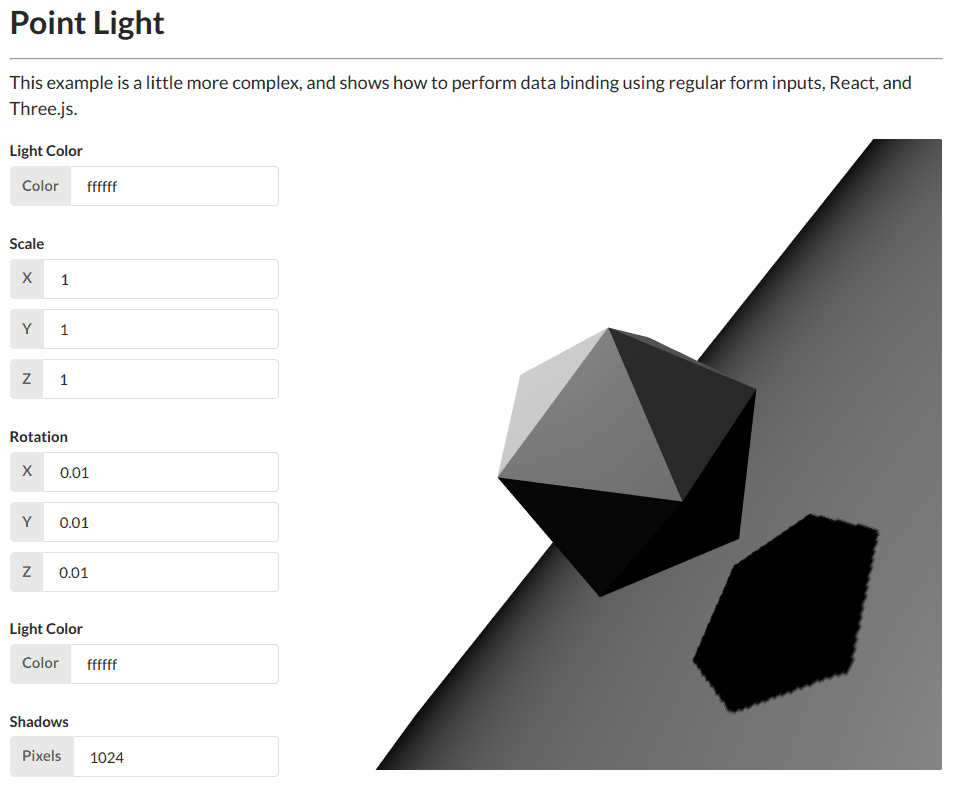 Point Light
This example is a little more complex, and shows how to perform data binding using regular form inputs, React, and
Three.js.
Light Color
Color ffffff
Scale
X 1
Y 1
Z 1
Rotation
X 0.01
Y 0.01
Z 0.01
Light Color
Color ffffff
Shadows
Pixels 1024